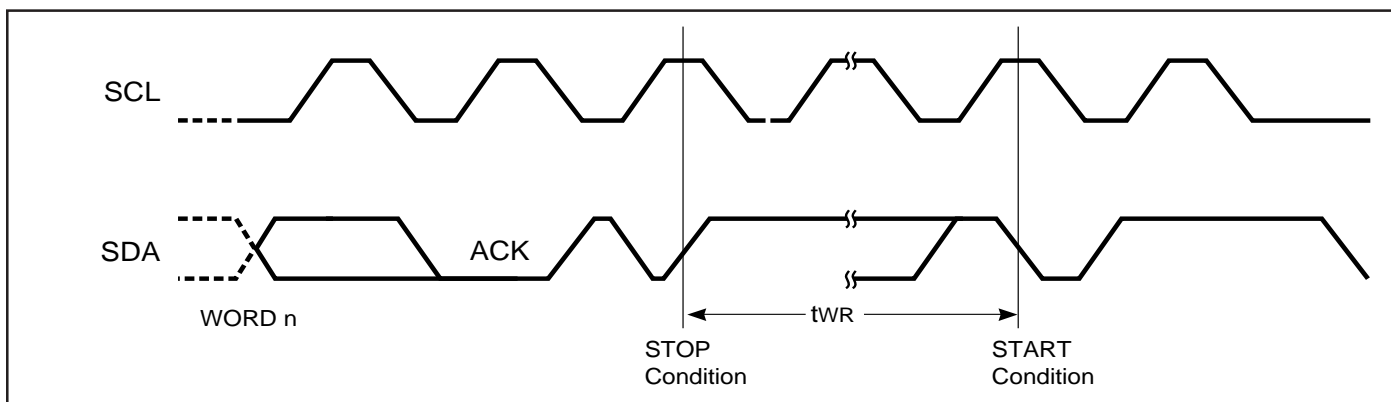 SCL
SDA
ACK
WORD n
tWR
STOP
Condition
START
Condition